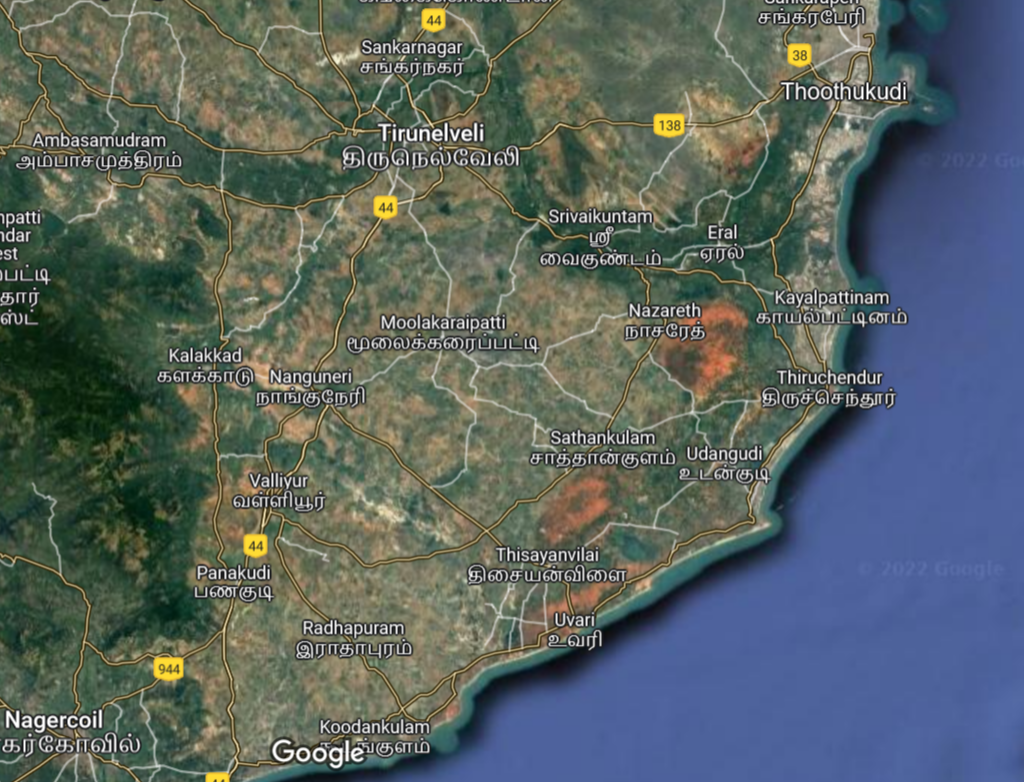 44
Sankarnagar
சங்கர்நகர்
சங்கரபேரி
38
Thoothukudi
138
Tirunelveli
திருநெல்வேலி
Ambasamudram
அம்பாசமுத்திரம்
© 2022
44
Srivaikuntam
ஸ்ரீ
வைகுண்டம்
Eral
ஏரல்
Kayalpattinam
காயல்பட்டினம்
Nazareth
நாசரேத்
Moolakaraipatti
மூலைக்கரைப்பட்டி
Kalakkad
களக்காடு
Nanguneri
நாங்குநேரி
Thiruchendur
திருச்செந்தூர்
Sathankulam
சாத்தான்குளம்
Udangudi
உடன்குடி
Valliyur
வள்ளியூர்
44
Thisayanvilai
திசையன்விளை
© 2022 Google
Panakudi
பணகுடி
Uvari
உவரி
Radhapuram
இராதாபுரம்
944
Nagercoil
Koodankulam
Google